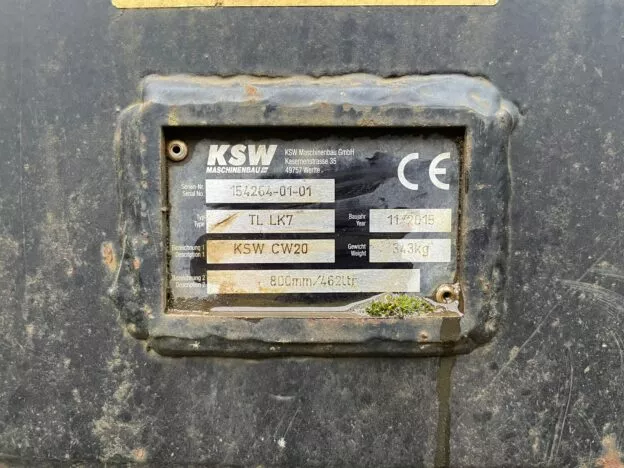 KSW
MASCHINENBAU
KSW Maschinenbau GmbH
Kasernenstrasse 35
49757 Werlte
CE
Serien-Nr.
Serial No.
154264-01-01
Typ
Type
TL LK7
Baujahr
Year
11/2019
Bezeichnung 1
Description 1
KSW CW20
Gewicht
Weight
343kg
Bezeichnung 2
Description 2
800mm/462ltr